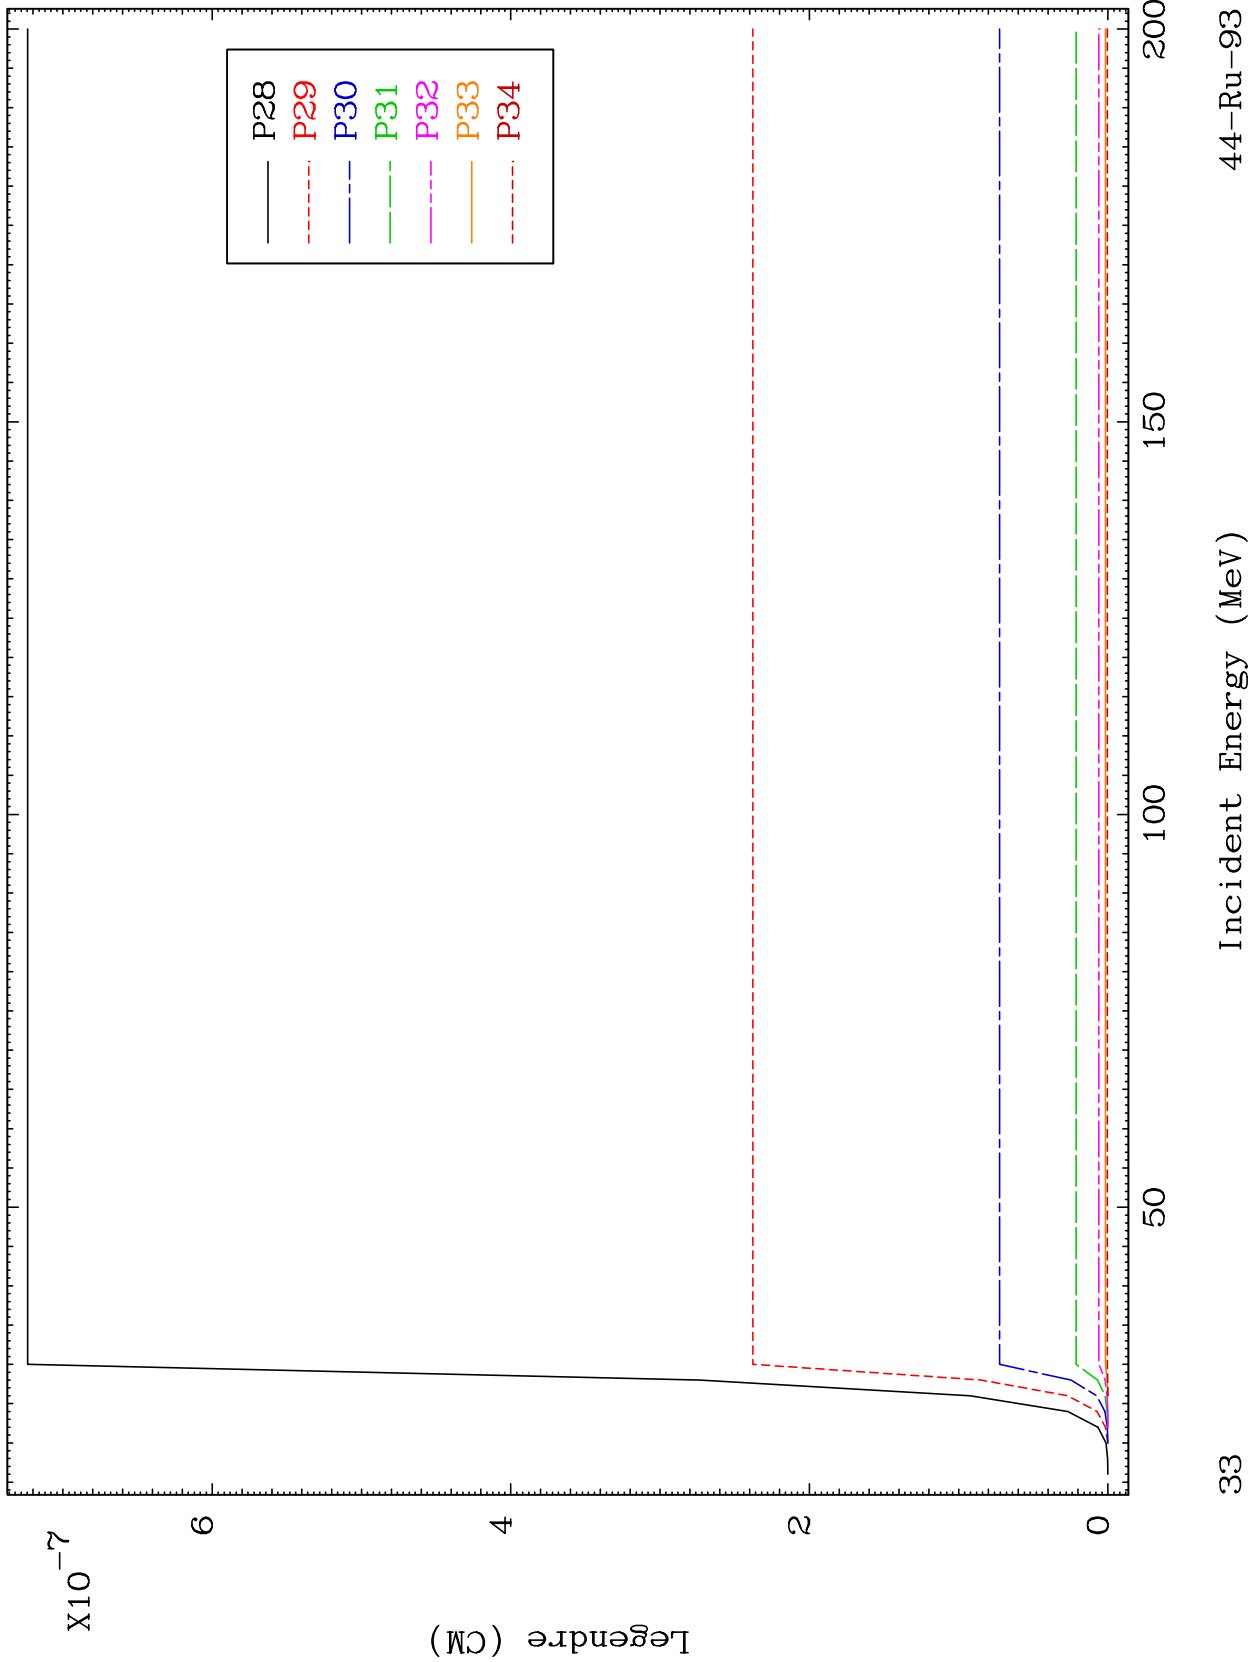 X10-7
Legendre (CM)
6
4
2
0
P28
P29
P30
P31
P32
P33
P34
50
100
150
200
33
Incident Energy (MeV)
44-Ru-93